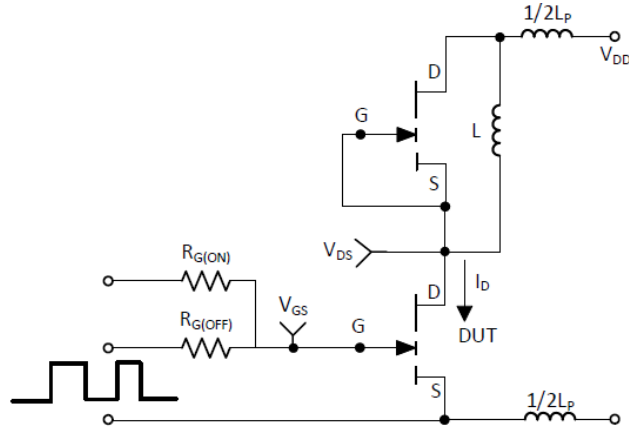 1/2LP
VDD
D
G
L
S
VDS
RG(ON)
D
ID
VGS
RG(OFF)
G
DUT
S
1/2LP